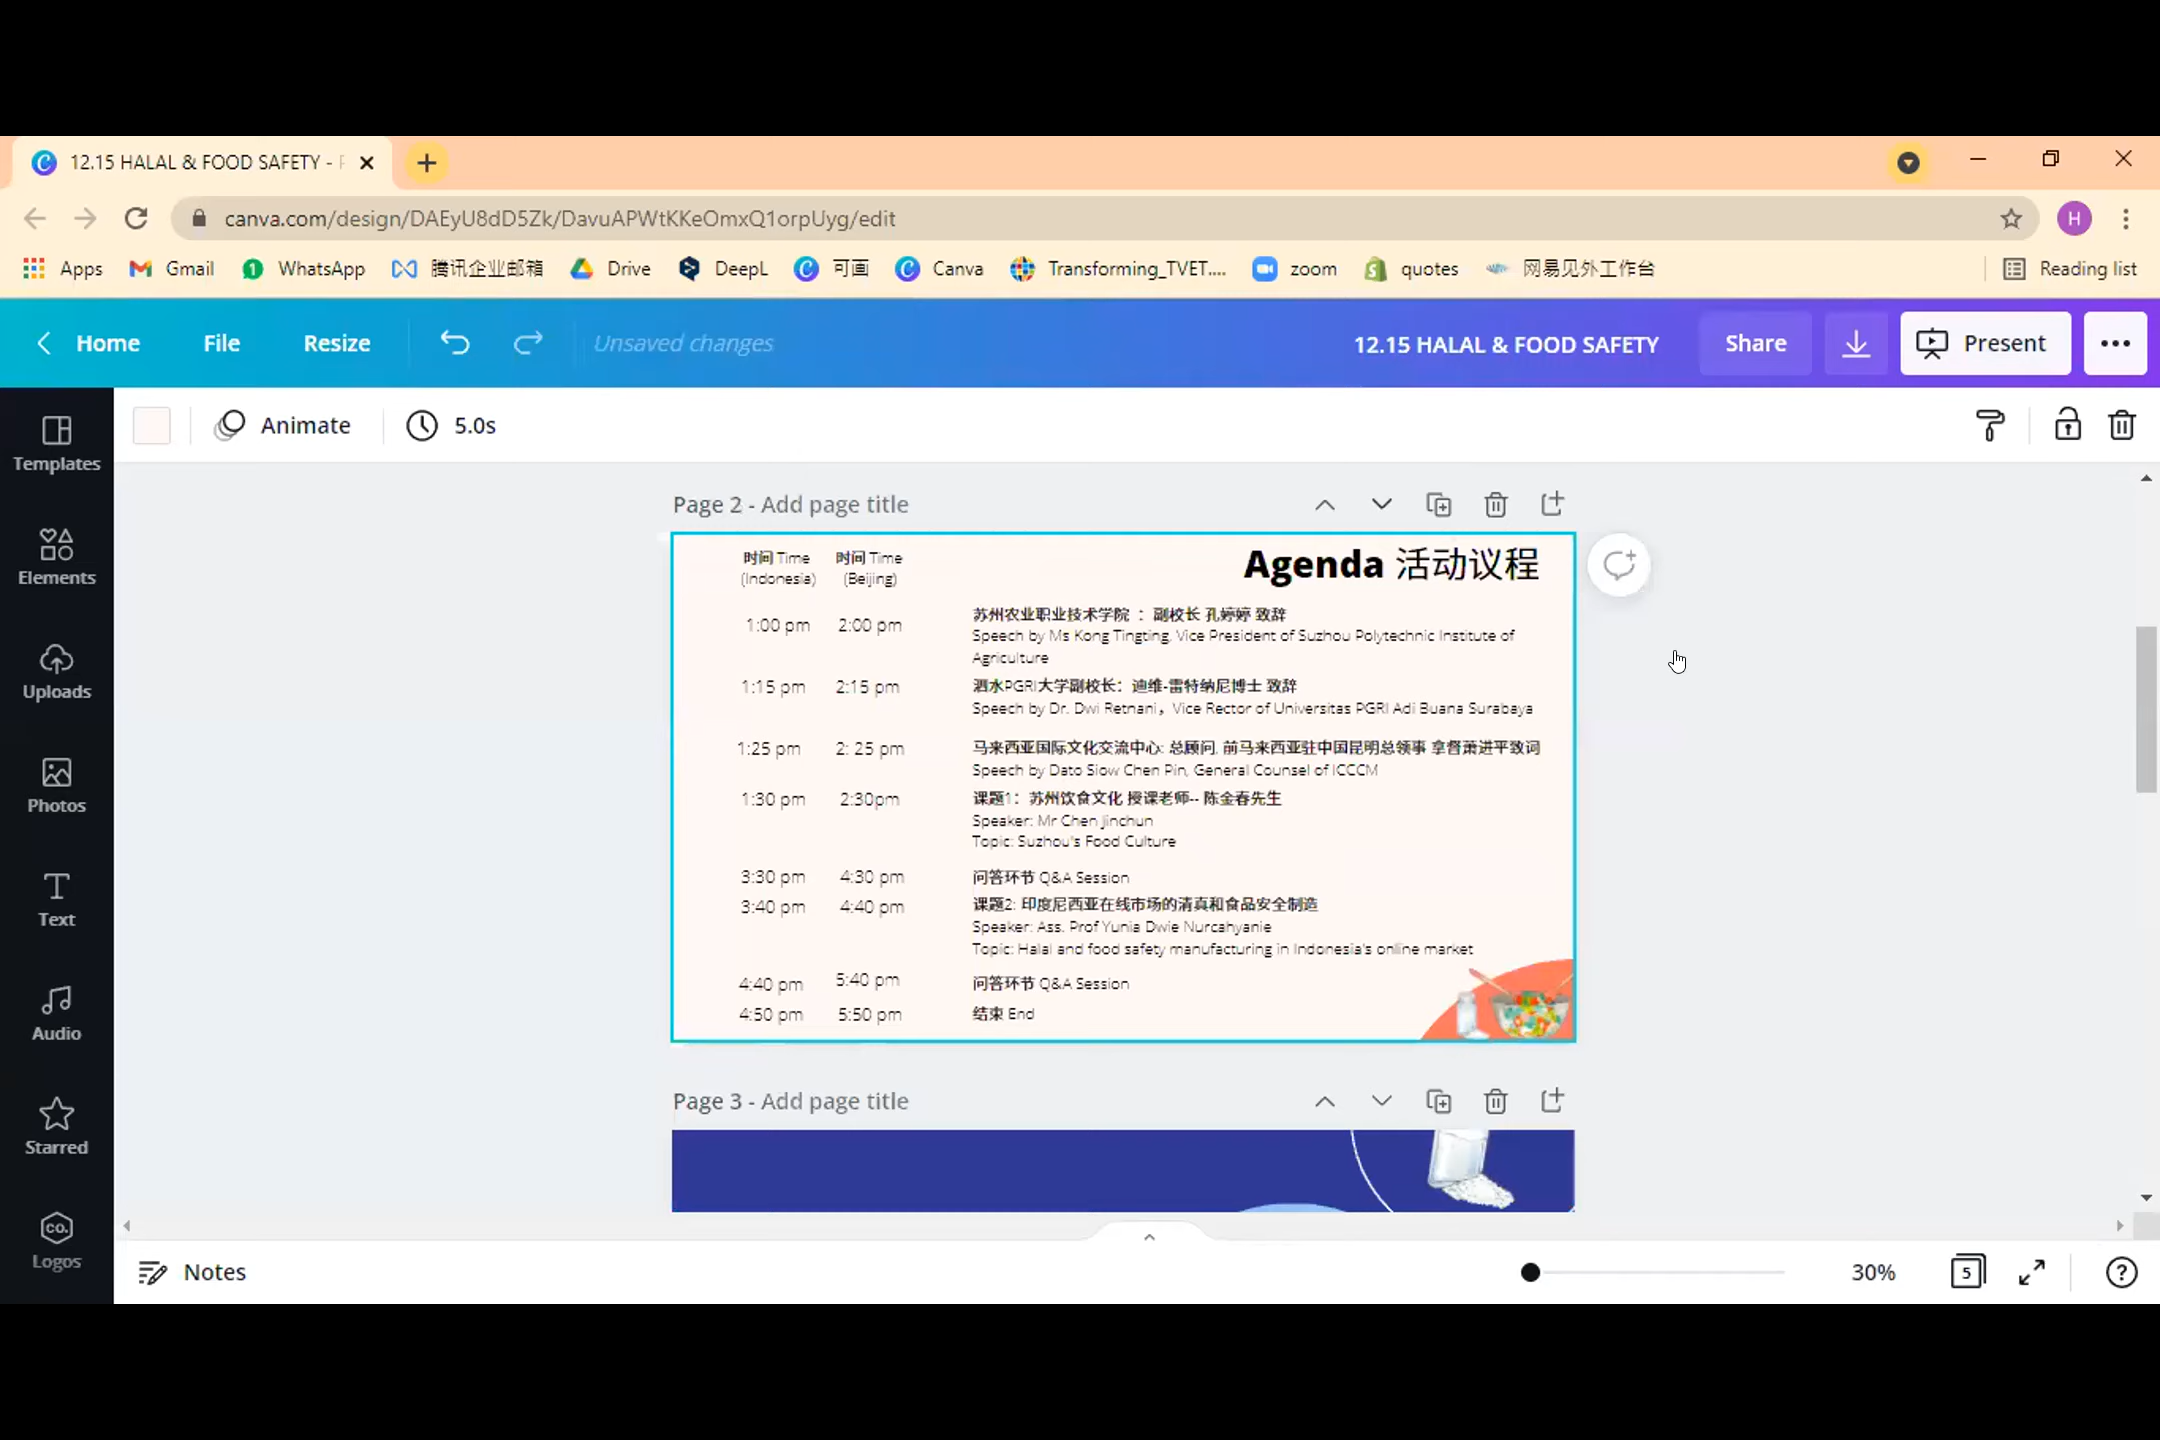 12.15 HALAL & FOOD SAFETY -
canva.com/design/DAEyU8dD5Zk/DavuAPWtKKeOmxQ1orpUyg/edit
H
Apps Gmail WhatsApp 腾讯企业邮箱 Drive DeepL 可画 Canva Transforming_TVET.... zoom quotes 网易见外工作台 Reading list
Home File Resize Unsaved changes 12.15 HALAL & FOOD SAFETY Share Present
Animate 5.0s
Templates
Elements
Uploads
Photos
Text
Audio
Starred
CO.
Logos
Page 2 - Add page title
时间 Time 时间 Time
(Indonesia) (Beijing)
Agenda 活动议程
1:00 pm 2:00 pm
苏州农业职业技术学院 ： 副校长 孔婷婷 致辞
Speech by Ms Kong Tingting, Vice President of Suzhou Polytechnic Institute of
Agriculture
1:15 pm 2:15 pm
泗水PGRI大学副校长：迪维-雷特纳尼博士 致辞
Speech by Dr. Dwi Retnani，Vice Rector of Universitas PGRI Adi Buana Surabaya
1:25 pm 2: 25 pm
马来西亚国际文化交流中心: 总顾问, 前马来西亚驻中国昆明总领事 拿督萧进平致词
Speech by Dato Siow Chen Pin, General Counsel of ICCCM
1:30 pm 2:30pm
课题1：苏州饮食文化 授课老师-- 陈金春先生
Speaker: Mr Chen Jinchun
Topic: Suzhou's Food Culture
3:30 pm 4:30 pm 问答环节 Q&A Session
3:40 pm 4:40 pm 课题2: 印度尼西亚在线市场的清真和食品安全制造
Speaker: Ass. Prof Yunia Dwie Nurcahyanie
Topic: Halal and food safety manufacturing in Indonesia's online market
4:40 pm 5:40 pm 问答环节 Q&A Session
4:50 pm 5:50 pm 结束 End
Page 3 - Add page title
Notes 30% 5 ?